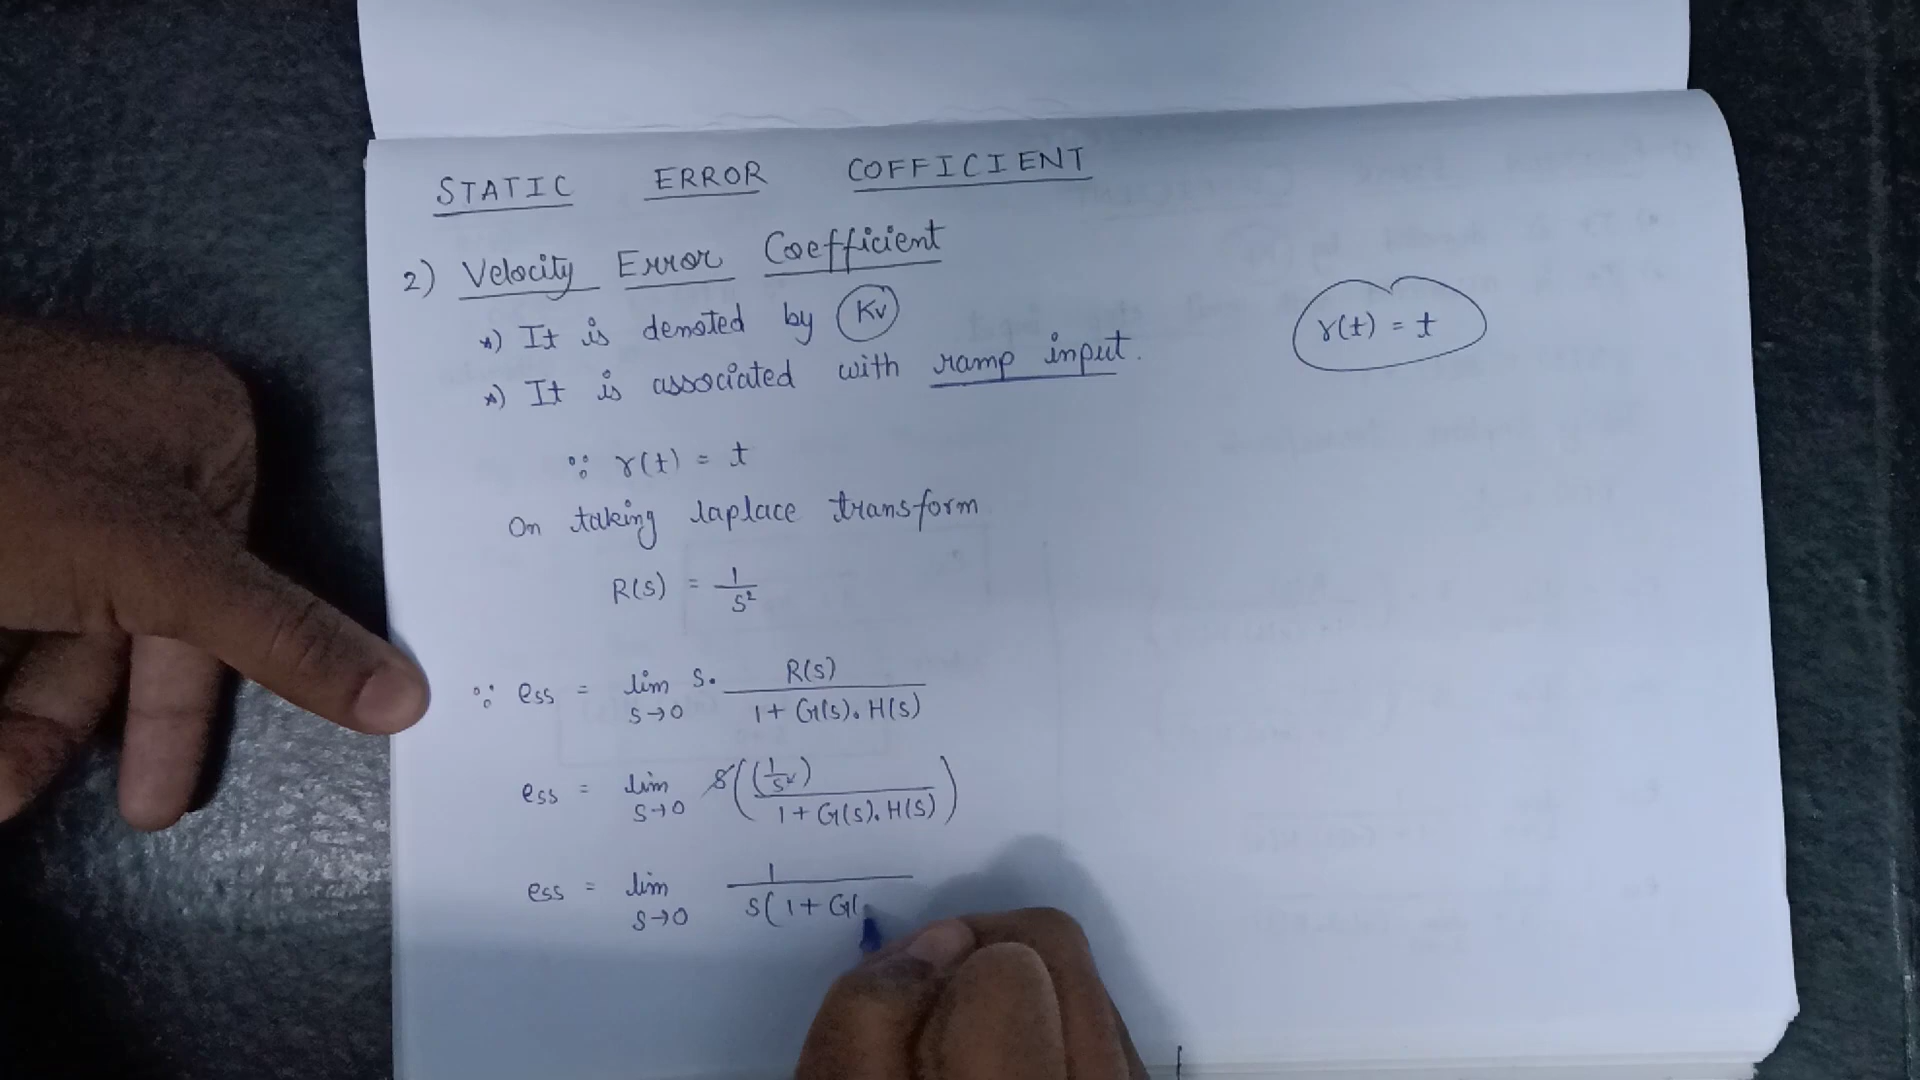 STATIC ERROR COFFICIENT
2) Velocity Error Coefficient
*) It is denoted by Kv
*) It is associated with ramp input.
r(t) = t
∵ r(t) = t
On taking laplace transform
R(s) = 1/s²
∵ ess = lim s→0 s. R(s)/(1 + G(s). H(s))
ess = lim s→0 s((1/s²)/(1 + G(s). H(s)))
ess = lim s→0 1/(s(1 + G(